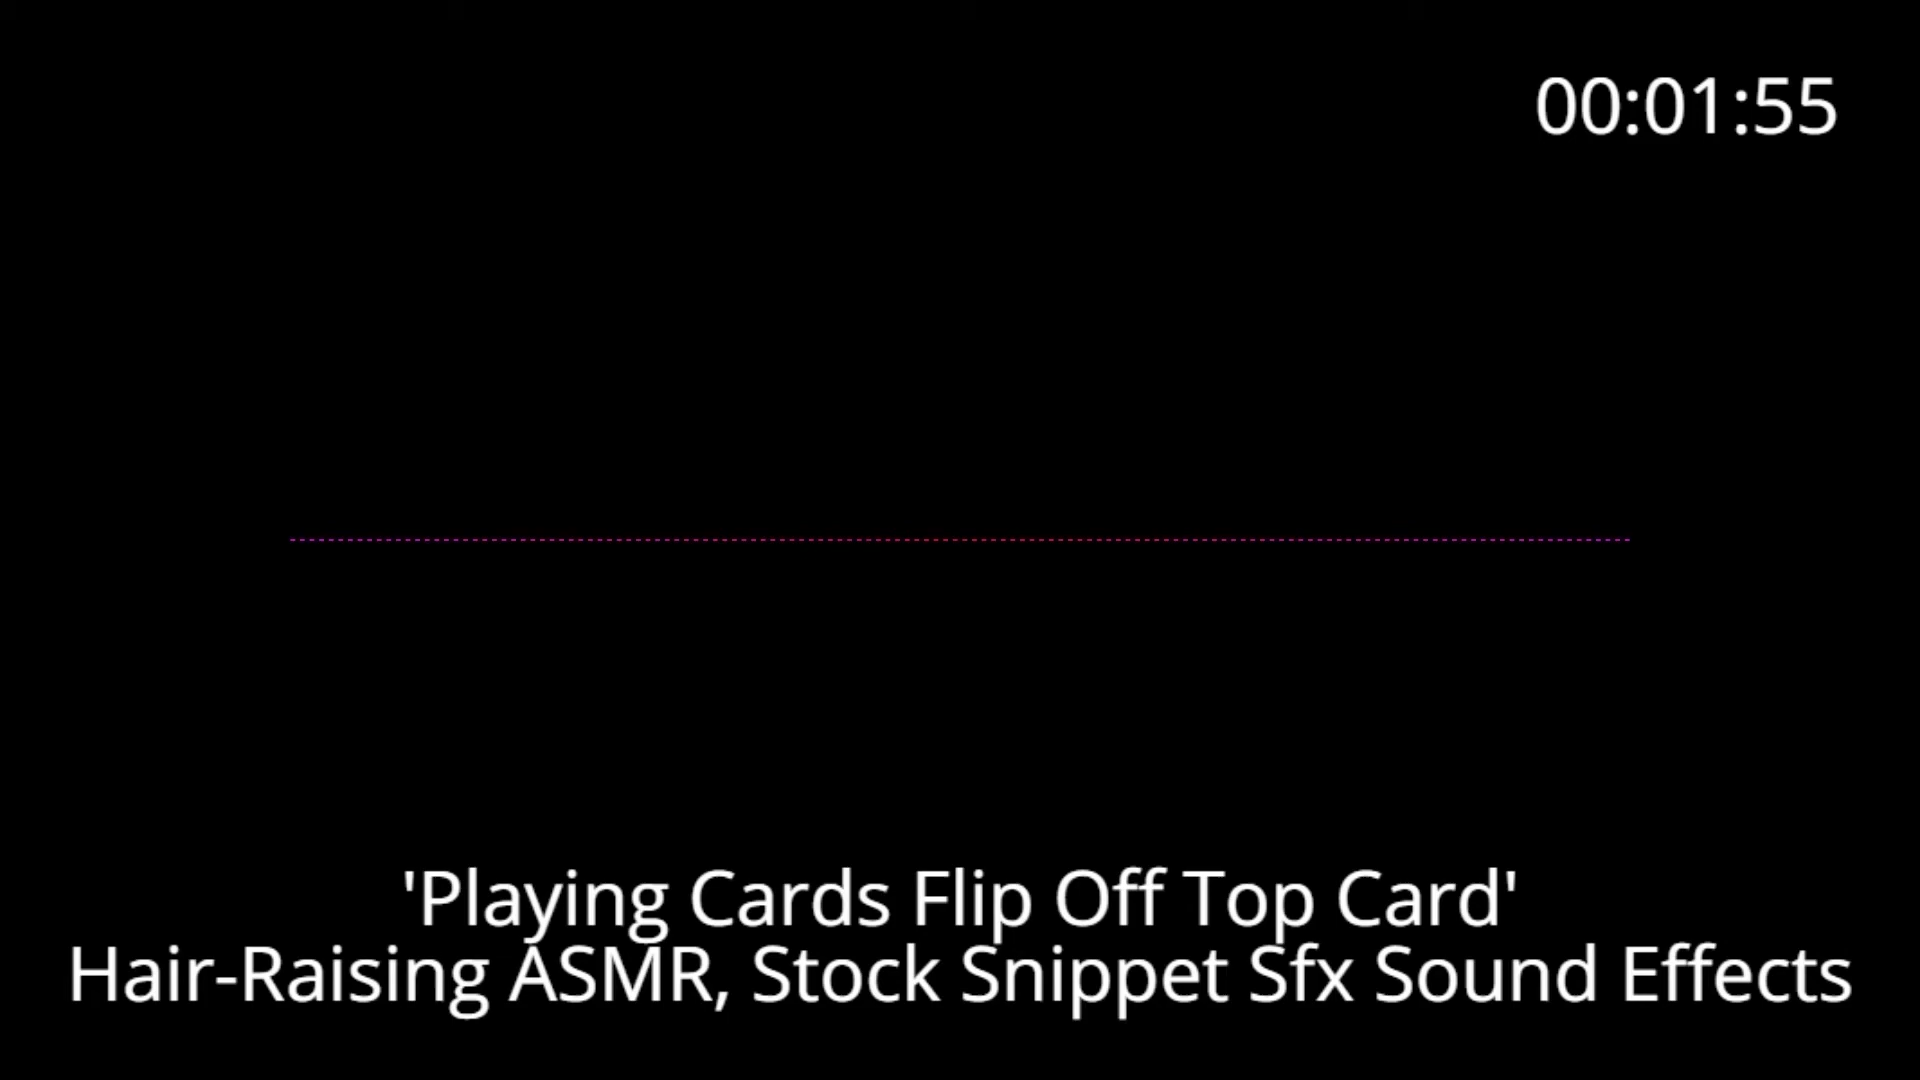 00:01:55
'Playing Cards Flip Off Top Card'
Hair-Raising ASMR, Stock Snippet Sfx Sound Effects